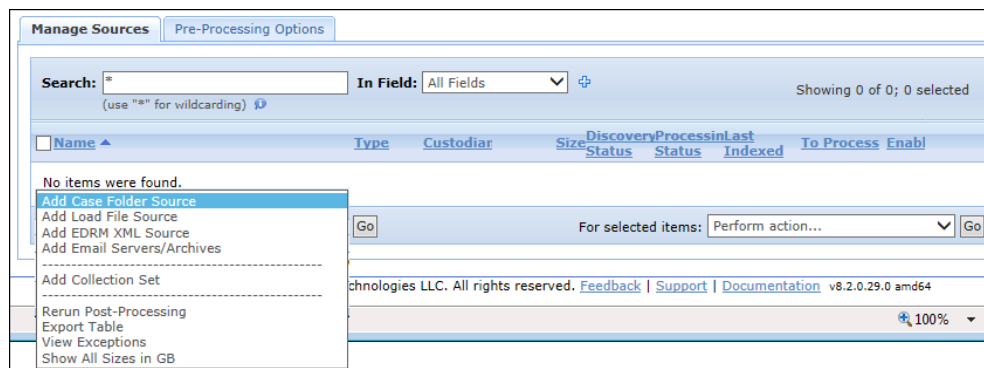 Manage Sources Pre-Processing Options
Search: * In Field: All Fields Showing 0 of 0; 0 selected
(use "*" for wildcarding)
Name Type Custodian Size Discovery Status Processin Status Last Indexed To Process Enabl
No items were found.
Add Case Folder Source
Add Load File Source
Go For selected items: Perform action... Go
Add EDRM XML Source
Add Email Servers/Archives
--------------------------------------------------
Add Collection Set
chnologies LLC. All rights reserved. Feedback | Support | Documentation v8.2.0.29.0 amd64
--------------------------------------------------
Rerun Post-Processing
100%
Export Table
View Exceptions
Show All Sizes in GB